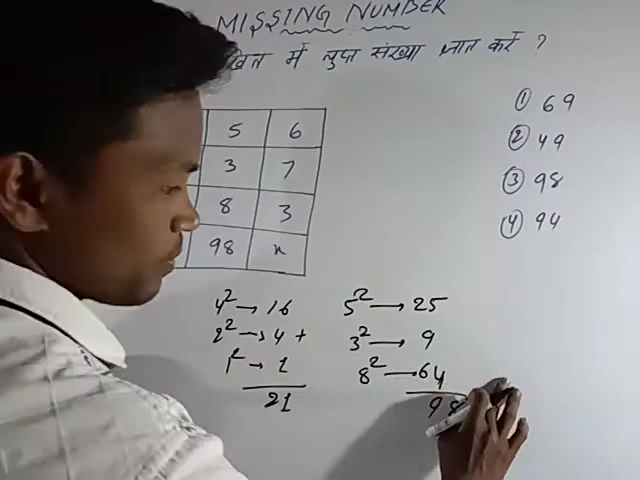 MISSING NUMBER
में लुप्त संख्या ज्ञात करें ?
5 6
3 7
8 3
98 x
① 69
② 49
③ 98
④ 94
4² → 16
2² → 4 +
1² → 1
21
5² → 25
3² → 9
8² → 64
98